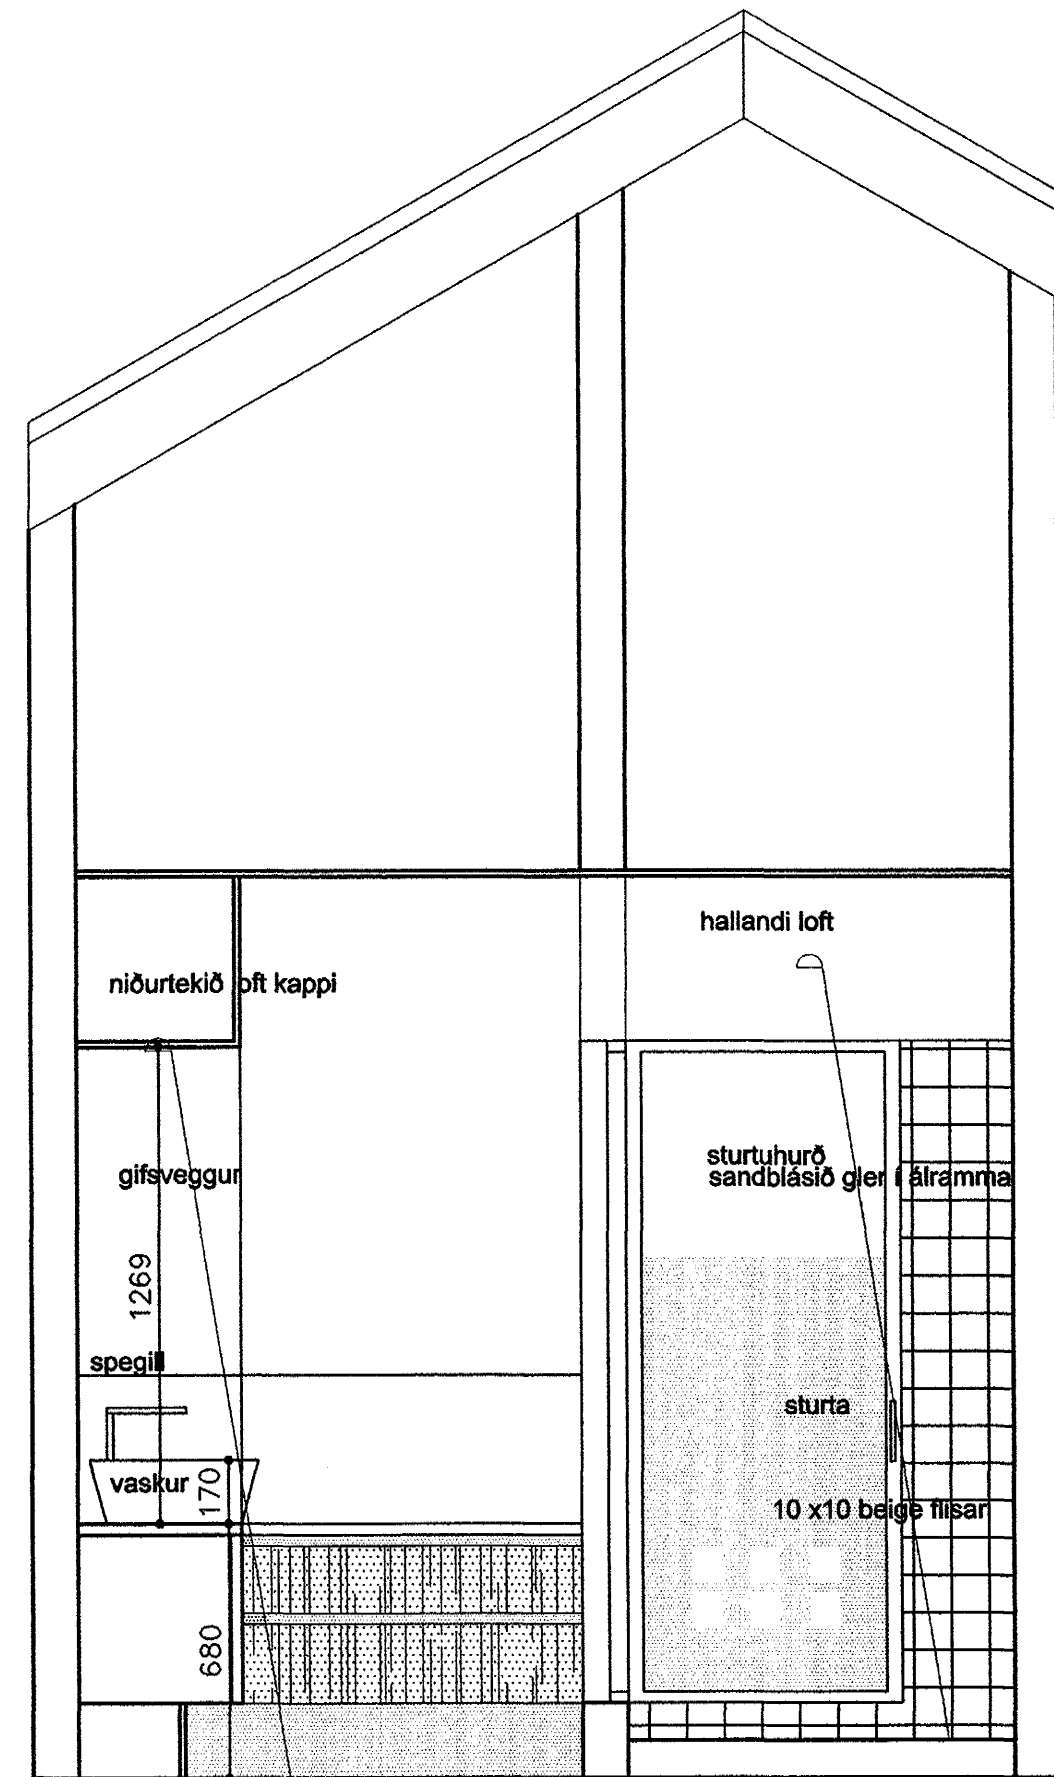 hallandi loft
niðurtekið loft kappi
sturtuhurð
sandblásið gler í álramma
gifsveggur
1269
spegill
sturta
vaskur
170
10 x10 beige flisar
680